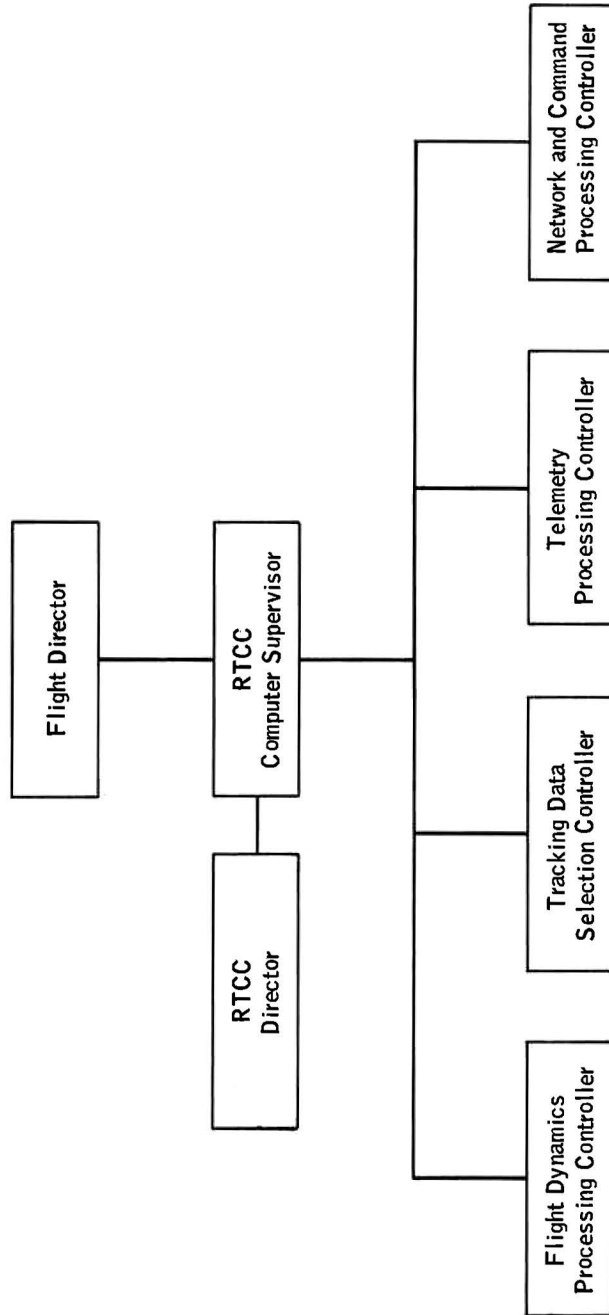 Flight Director
RTCC
Director
RTCC
Computer Supervisor
Flight Dynamics
Processing Controller
Tracking Data
Selection Controller
Telemetry
Processing Controller
Network and Command
Processing Controller